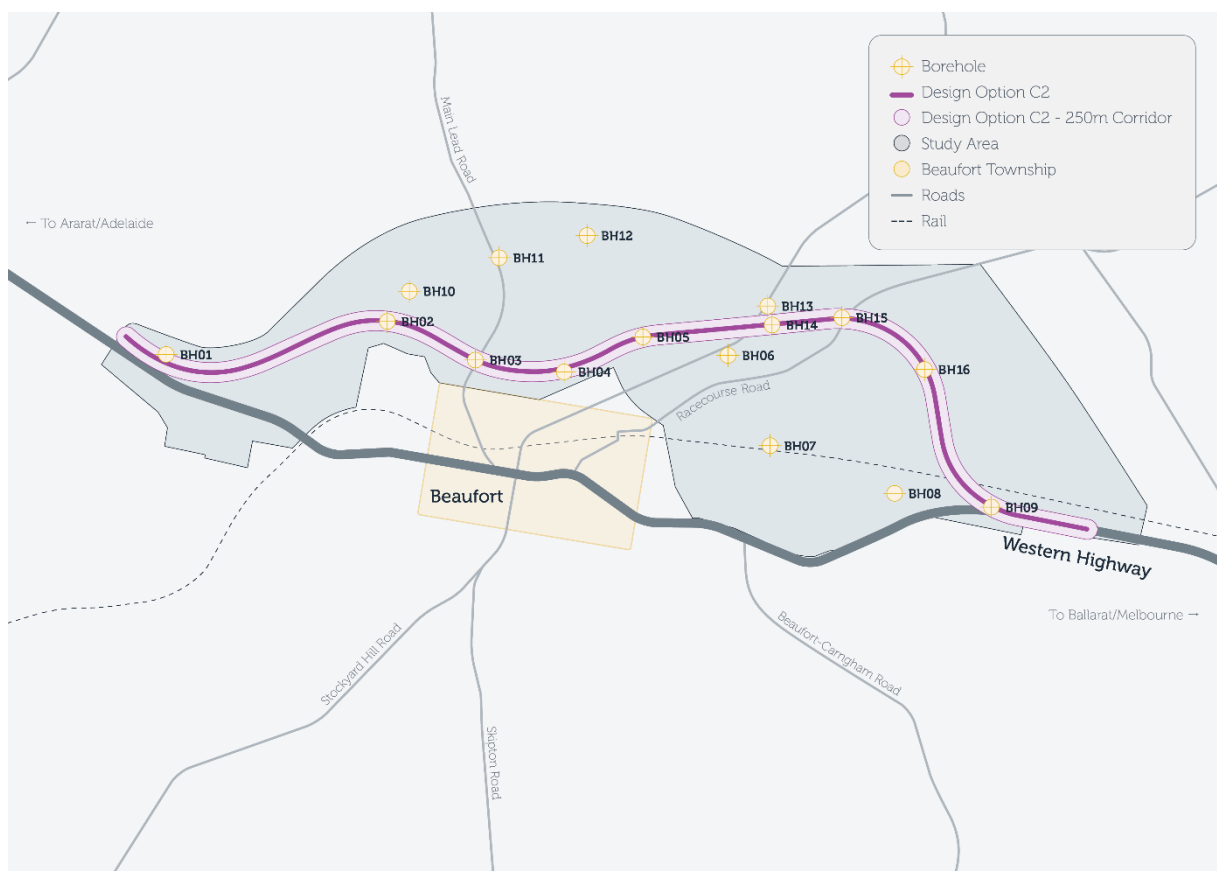 Borehole
Design Option C2
Design Option C2 - 250m Corridor
Study Area
Beaufort Township
Roads
Rail
Main Lead Road
← To Ararat/Adelaide
BH12
BH11
BH10
BH13
BH02
BH15
BH14
BH05
BH01
BH03
BH06
BH04
BH16
Racecourse Road
BH07
Beaufort
BH08
BH09
Western Highway
To Ballarat/Melbourne →
Stockyard Hill Road
Beaufort-Carngham Road
Skipton Road